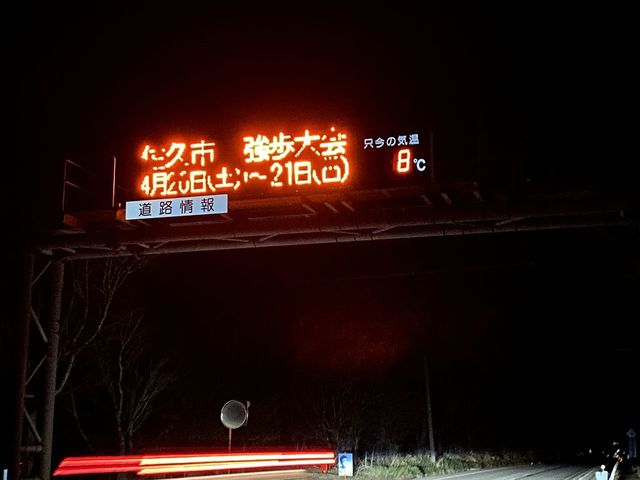 佐久市 強歩大会
只今の気温
4月20日(土)〜21日(日)
8℃
道路情報